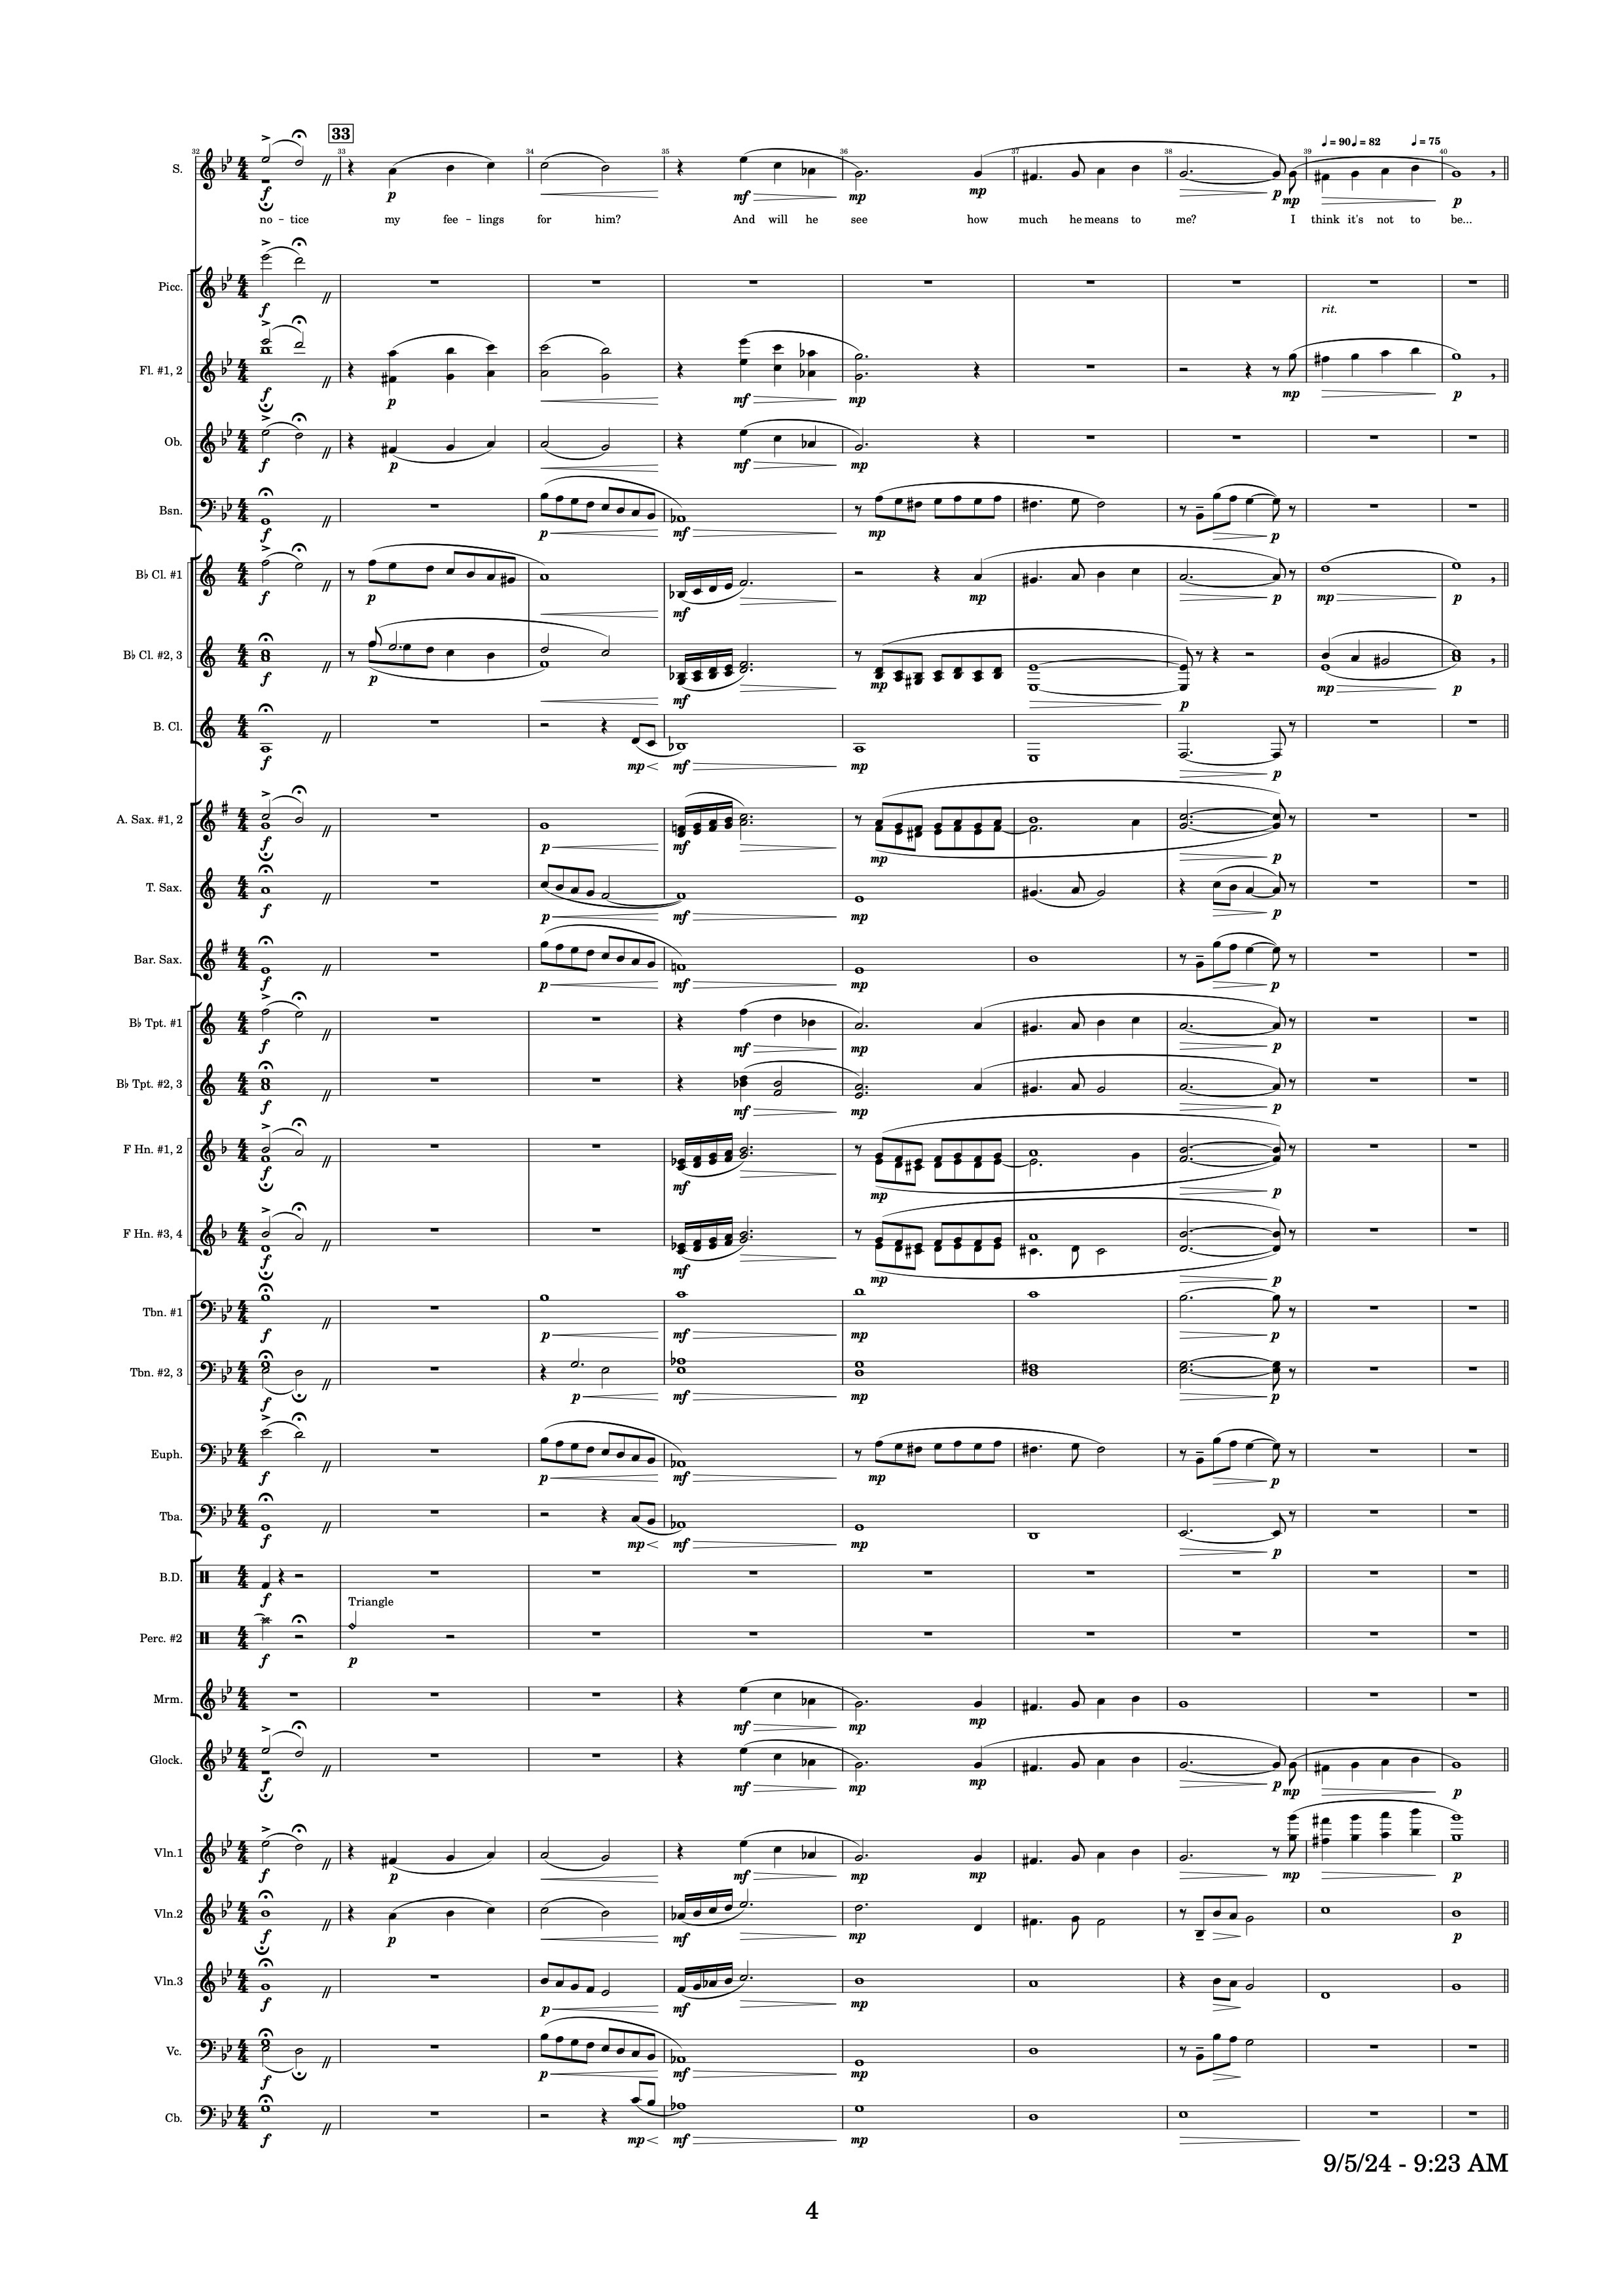 33
♩ = 90 ♩ = 82 ♩ = 75
32 33 34 35 36 37 38 39 40
S.
f p mf mp mp p mp p
no - tice my fee - lings for him? And will he see how much he means to me? I think it's not to be...
Picc.
f rit.
Fl. #1, 2
f p mf mp mp p
Ob.
f p mf mp
Bsn.
f p mf mp p
B♭ Cl. #1
f p mf mp p mp p
B♭ Cl. #2, 3
f p mf mp p mp p
B. Cl.
f mp mf mp p
A. Sax. #1, 2
f p mf mp p
T. Sax.
f p mf mp p
Bar. Sax.
f p mf mp p
B♭ Tpt. #1
f mf mp p
B♭ Tpt. #2, 3
f mf mp p
F Hn. #1, 2
f mf mp p
F Hn. #3, 4
f mf mp p
Tbn. #1
f p mf mp p
Tbn. #2, 3
f p mf mp p
Euph.
f p mf mp p
Tba.
f mp mf mp p
B.D.
f
Triangle
Perc. #2
f p
Mrm.
mf mp mp
Glock.
f mf mp mp p mp p
Vln.1
f p mf mp mp mp p
Vln.2
f p mf mp p
Vln.3
f p mf mp
Vc.
f p mf mp
Cb.
f mp mf mp
9/5/24 - 9:23 AM
4